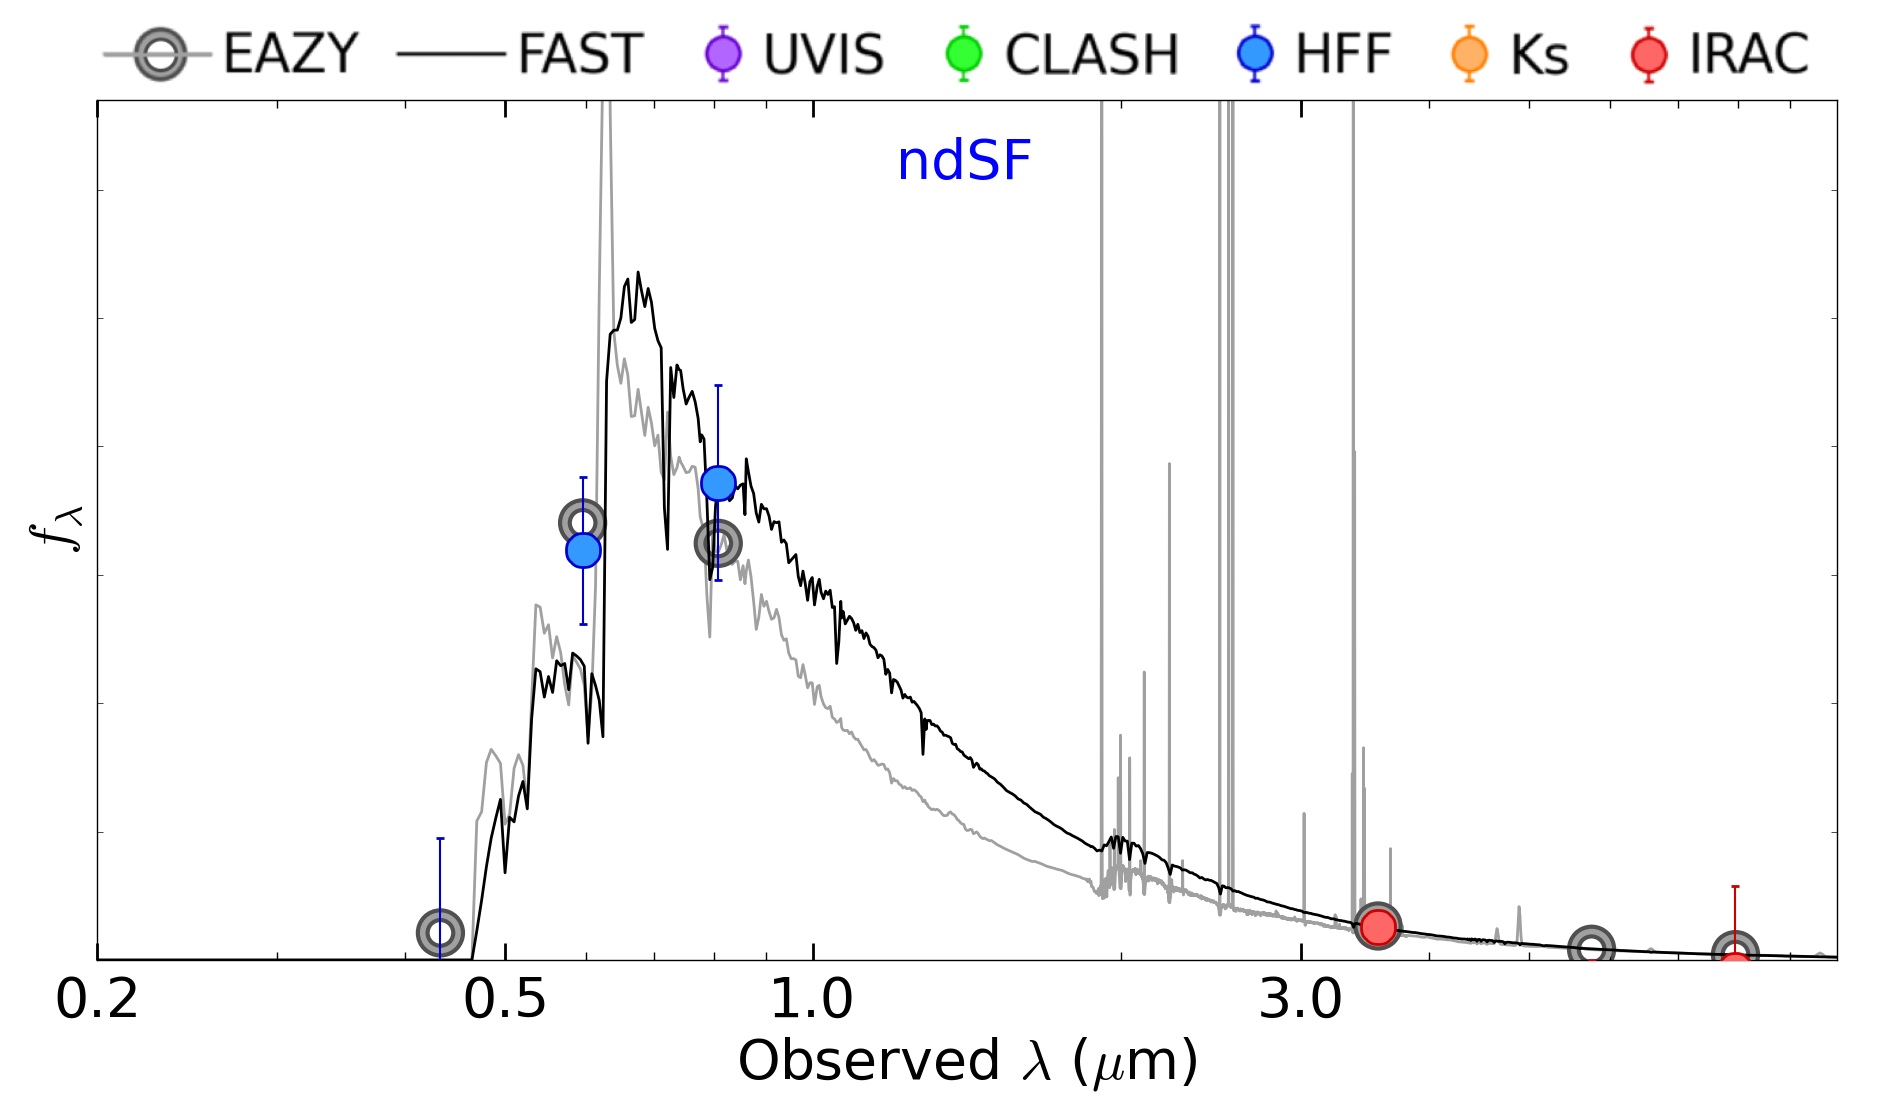 EAZY FAST UVIS CLASH HFF Ks IRAC
ndSF
f_λ
0.2 0.5 1.0 3.0
Observed λ (μm)